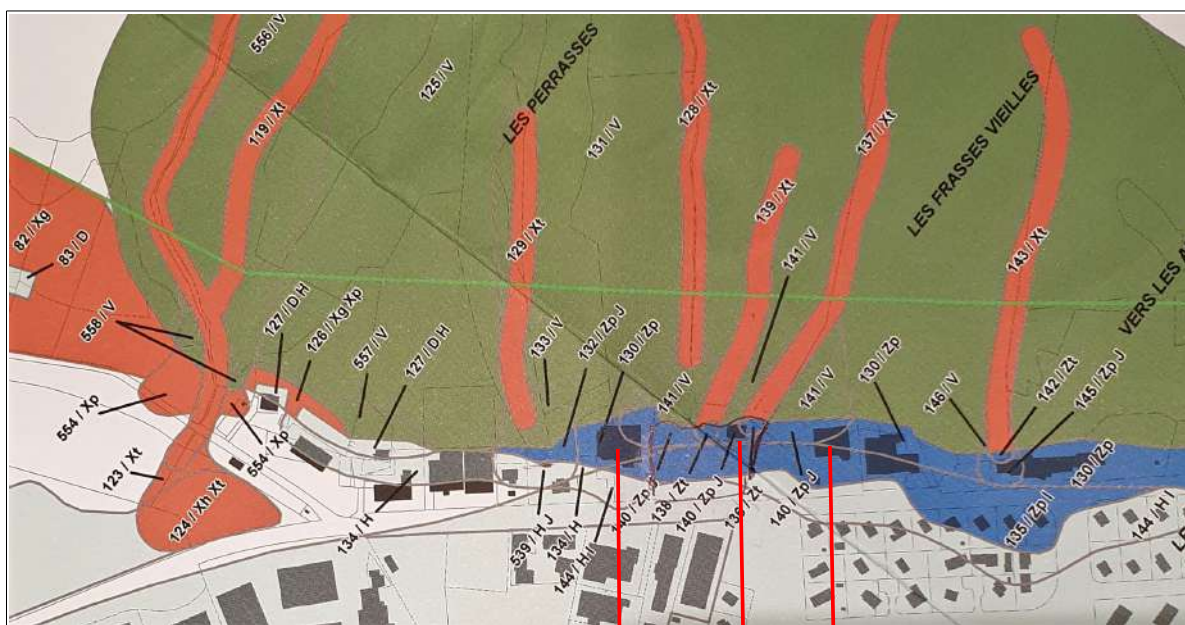 556 / V
119 / Xt
125 / V
LES PERRASSES
131 / V
128 / Xt
137 / Xt
LES FRASSES VIEILLES
139 / Xt
141 / V
129 / Xt
143 / Xt
VERS LES A
82 / Xg
83 / D
558 / V
127 / D H
126 / Xg Xp
557 / V
127 / D H
133 / V
132 / Zp J
130 / Zp
141 / V
141 / V
130 / Zp
146 / V
142 / Zt
145 / Zp J
554 / Xp
554 / Xp
123 / Xt
124 / Xh Xt
134 / H
539 / H J
134 / H
144 / H I
138 / Zt
140 / Zp J
136 / Zt
140 / Zp J
135 / Zp I
130 / Zp
144 / H I